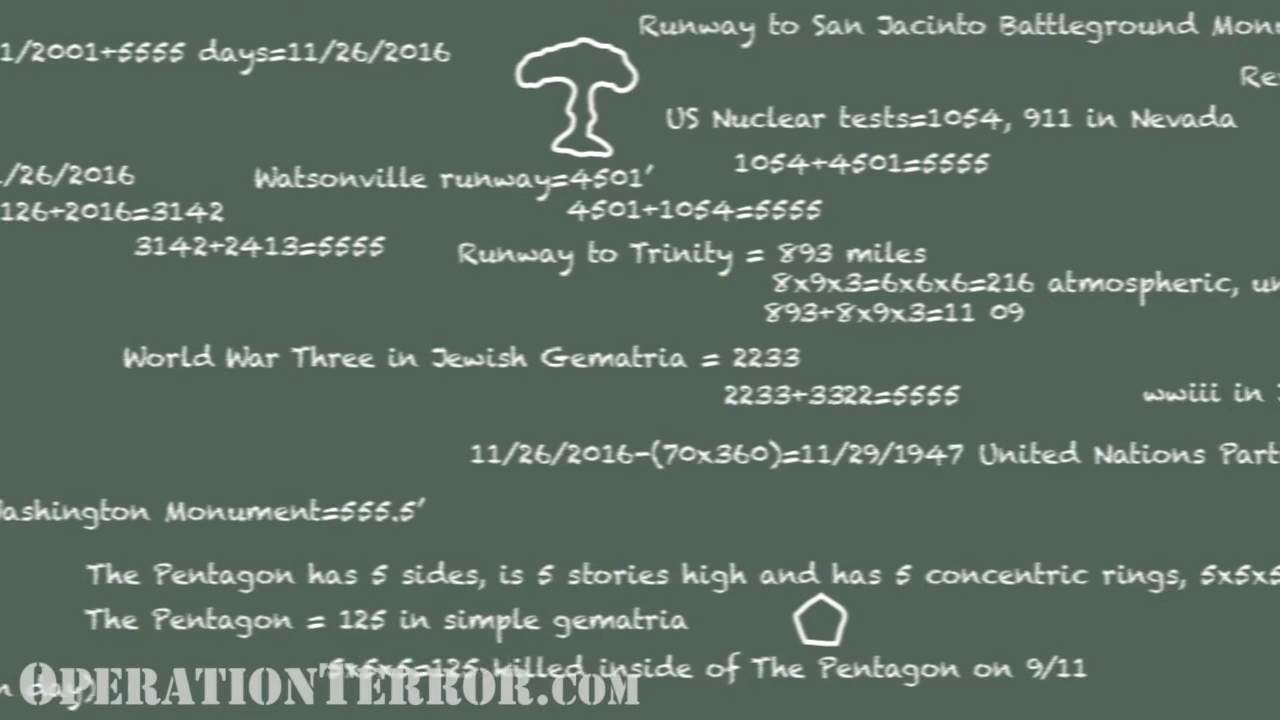 Runway to San Jacinto Battleground
1/2001+5555 days=11/26/2016
US Nuclear tests=1054, 911 in Nevada
1054+4501=5555
/26/2016
Watsonville runway=4501'
126+2016=3142
4501+1054=5555
3142+2413=5555
Runway to Trinity = 893 miles
8x9x3=6x6x6=216 atmospheric,
893+8x9x3=11 09
World War Three in Jewish Gematria = 2233
2233+3322=5555
wwiii in
11/26/2016-(70x360)=11/29/1947 United Nations Part
Washington Monument=555.5'
The Pentagon has 5 sides, is 5 stories high and has 5 concentric rings, 5x5x5
The Pentagon = 125 in simple gematria
5x5x5=125 killed inside of The Pentagon on 9/11
n day)
OPERATIONTERROR.COM